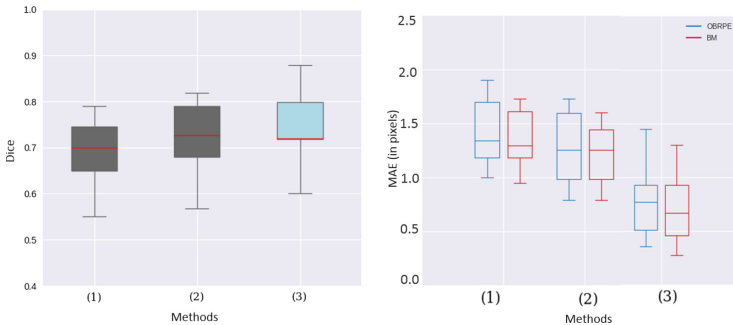 1.0
0.9
0.8
0.7
0.6
0.5
0.4
Dice
(1) (2) (3)
Methods
2.5
2.0
1.5
1.0
0.5
0.0
MAE (in pixels)
OBRPE
BM
(1) (2) (3)
Methods